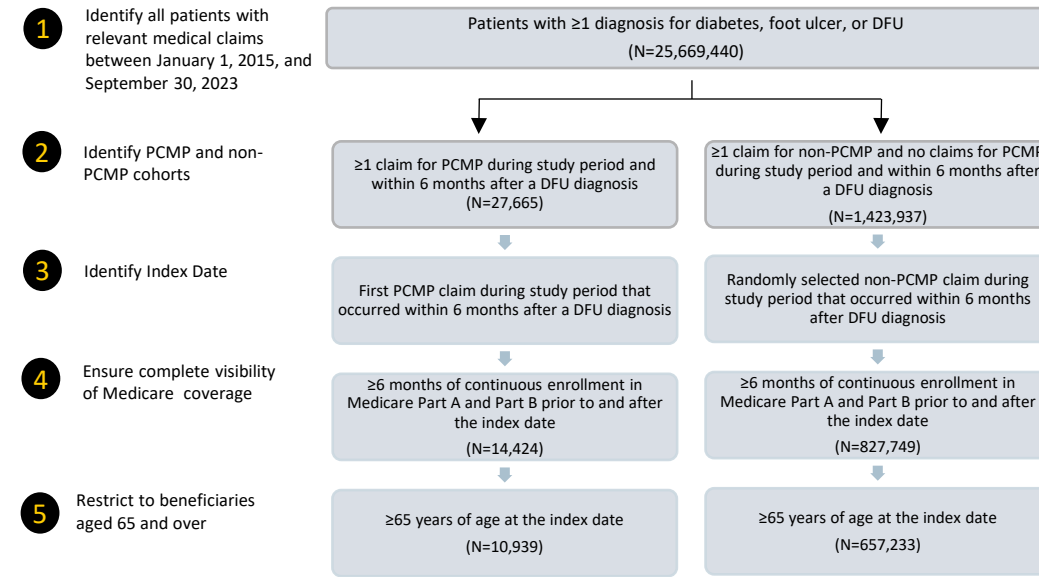 1
Identify all patients with
relevant medical claims
between January 1, 2015, and
September 30, 2023
Patients with ≥1 diagnosis for diabetes, foot ulcer, or DFU
(N=25,669,440)
2
Identify PCMP and non-
PCMP cohorts
≥1 claim for PCMP during study period and
within 6 months after a DFU diagnosis
(N=27,665)
≥1 claim for non-PCMP and no claims for PCMP
during study period and within 6 months after
a DFU diagnosis
(N=1,423,937)
3
Identify Index Date
First PCMP claim during study period that
occurred within 6 months after a DFU diagnosis
Randomly selected non-PCMP claim during
study period that occurred within 6 months
after DFU diagnosis
4
Ensure complete visibility
of Medicare coverage
≥6 months of continuous enrollment in
Medicare Part A and Part B prior to and after
the index date
(N=14,424)
≥6 months of continuous enrollment in
Medicare Part A and Part B prior to and after
the index date
(N=827,749)
5
Restrict to beneficiaries
aged 65 and over
≥65 years of age at the index date
(N=10,939)
≥65 years of age at the index date
(N=657,233)